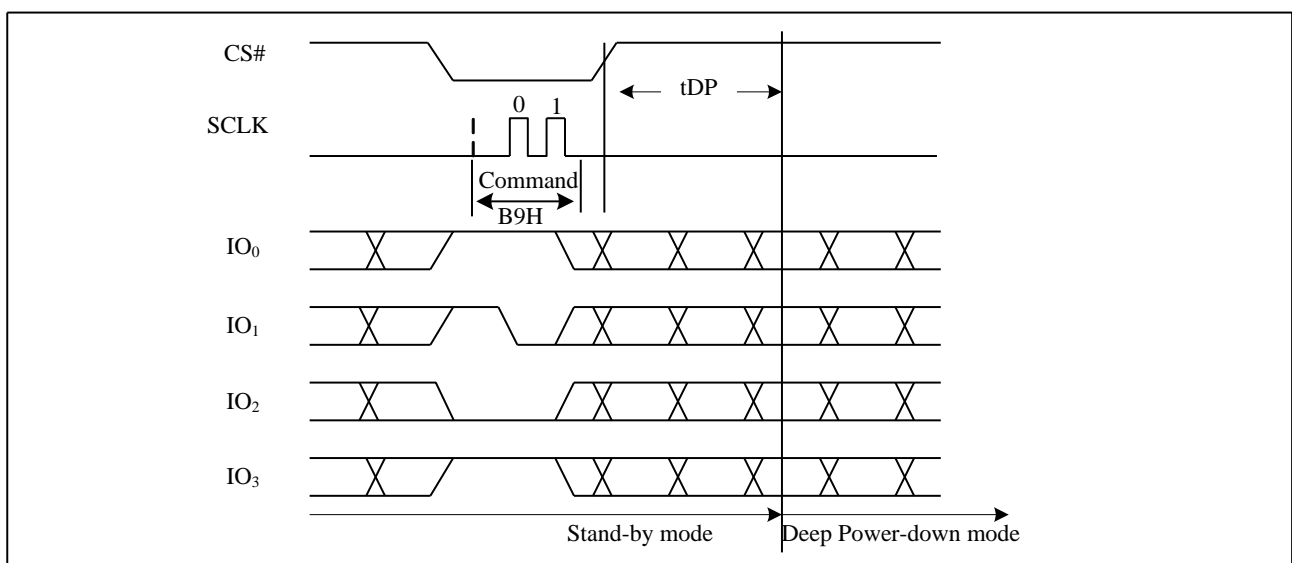 CS#
tDP
0 1
SCLK
Command
B9H
IO₀
IO₁
IO₂
IO₃
Stand-by mode
Deep Power-down mode